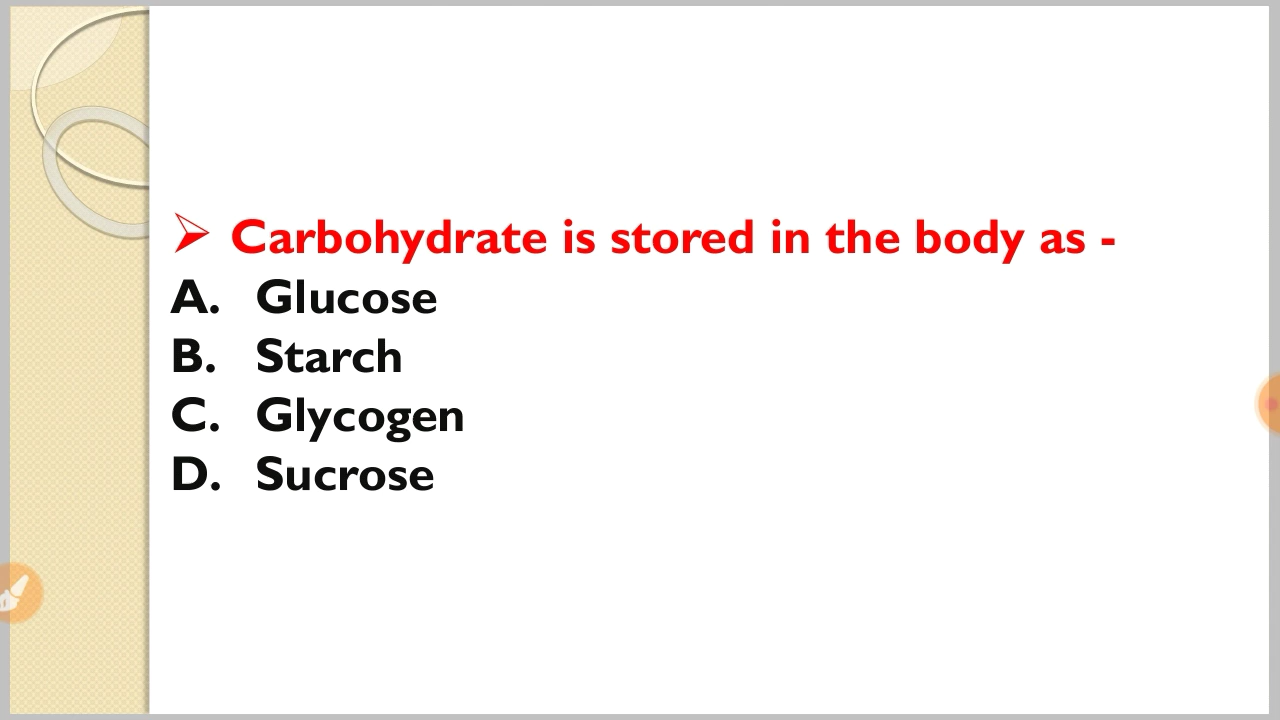 ➢ Carbohydrate is stored in the body as -
A. Glucose
B. Starch
C. Glycogen
D. Sucrose